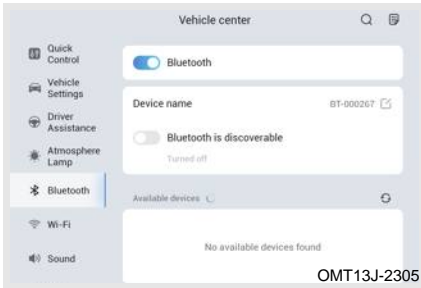 Vehicle center
Quick
Control
Vehicle
Settings
Driver
Assistance
Atmosphere
Lamp
Bluetooth
Wi-Fi
Sound
Bluetooth
Device name
BT-000267
Bluetooth is discoverable
Turned off
Available devices
No available devices found
OMT13J-2305